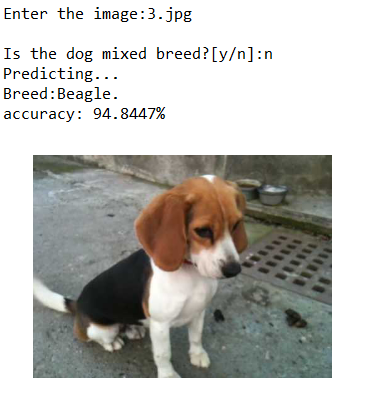 Enter the image:3.jpg
Is the dog mixed breed?[y/n]:n
Predicting...
Breed:Beagle.
accuracy: 94.8447%